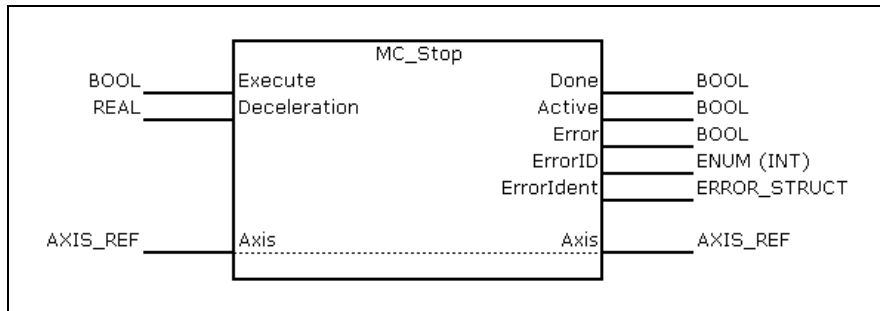 MC_Stop
BOOL Execute Done BOOL
REAL Deceleration Active BOOL
Error BOOL
ErrorID ENUM (INT)
ErrorIdent ERROR_STRUCT
AXIS_REF Axis Axis AXIS_REF